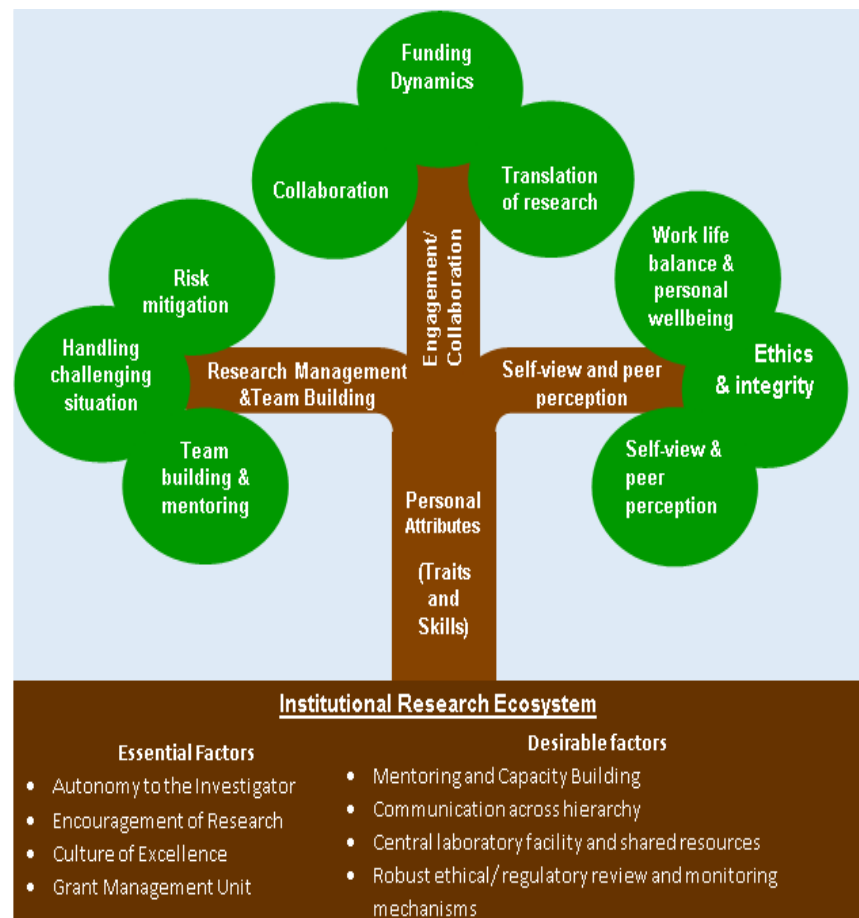 Funding
Dynamics
Collaboration
Translation
of research
Engagement/
Collaboration
Risk
mitigation
Handling
challenging
situation
Team
building &
mentoring
Research Management
&Team Building
Self-view and peer
perception
Work life
balance &
personal
wellbeing
Ethics
& integrity
Self-view &
peer
perception
Personal
Attributes
(Traits
and
Skills)
Institutional Research Ecosystem
Essential Factors
• Autonomy to the Investigator
• Encouragement of Research
• Culture of Excellence
• Grant Management Unit
Desirable factors
• Mentoring and Capacity Building
• Communication across hierarchy
• Central laboratory facility and shared resources
• Robust ethical/ regulatory review and monitoring
mechanisms